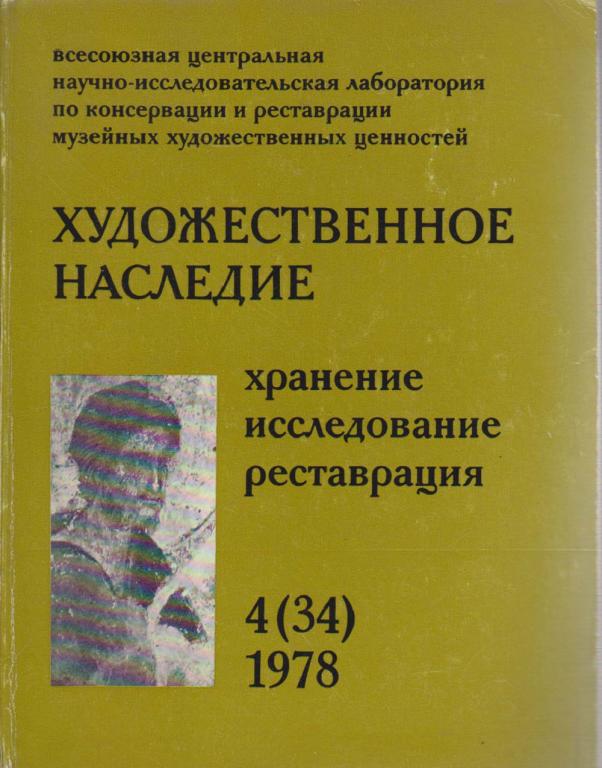 всесоюзная центральная
научно-исследовательская лаборатория
по консервации и реставрации
музейных художественных ценностей
ХУДОЖЕСТВЕННОЕ
НАСЛЕДИЕ
хранение
исследование
реставрация
4 (34)
1978